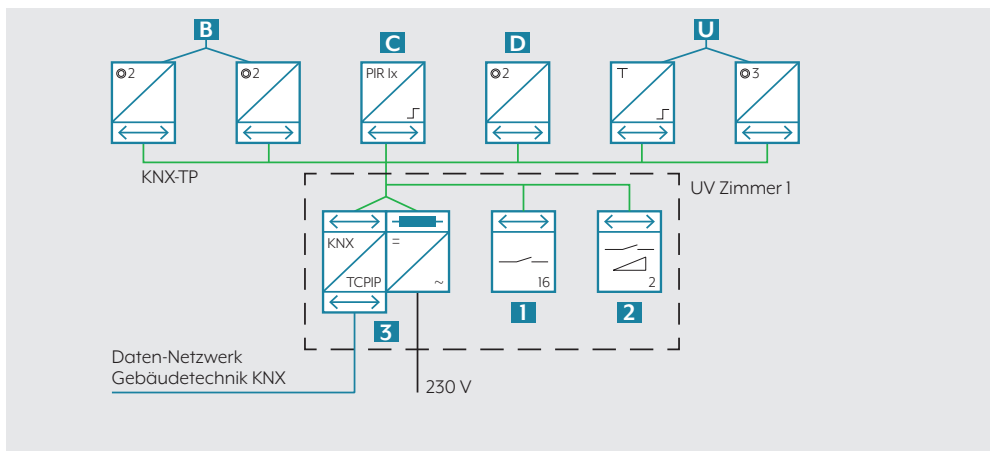 B
C
D
U
2
2
PIR lx
2
T
3
KNX-TP
UV Zimmer 1
KNX
TCPIP
=
~
16
2
1
2
3
Daten-Netzwerk
Gebäudetechnik KNX
230 V